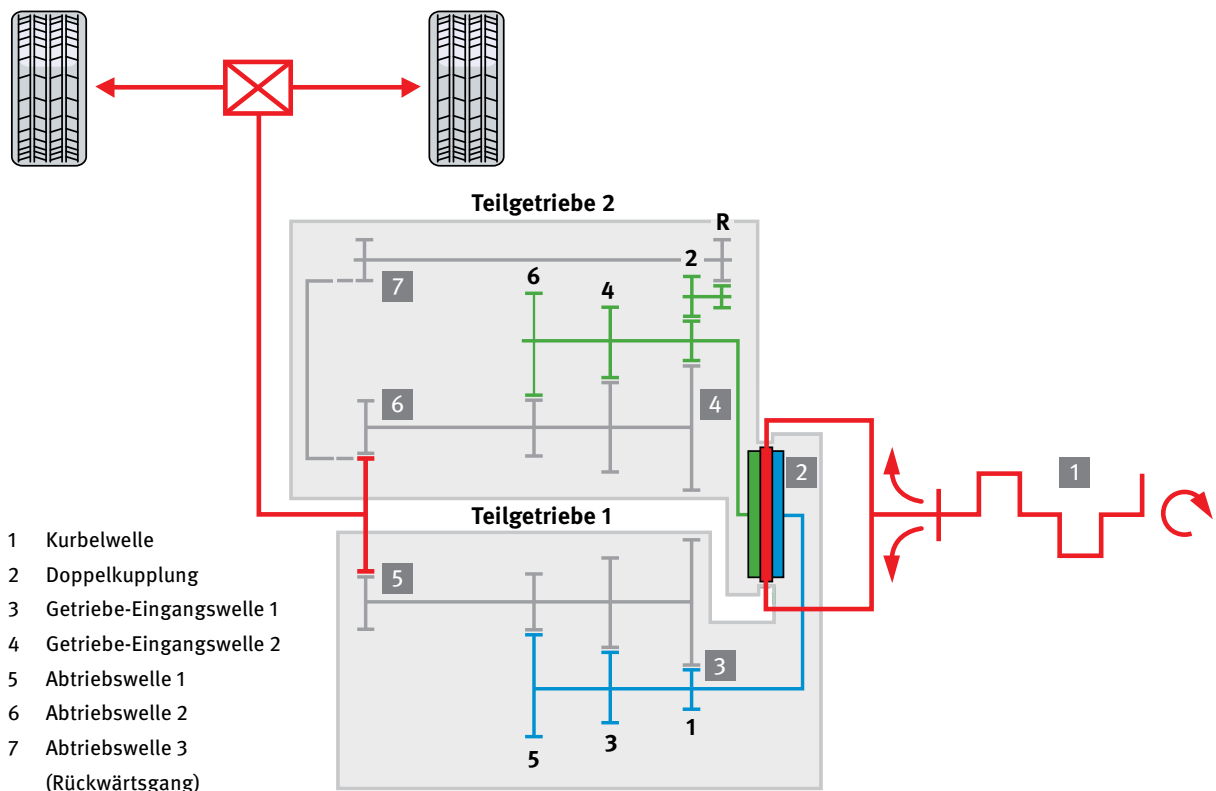 Teilgetriebe 2
R
2
6
4
7
6
4
2
1
Teilgetriebe 1
5
3
1
3
5
1 Kurbelwelle
2 Doppelkupplung
3 Getriebe-Eingangswelle 1
4 Getriebe-Eingangswelle 2
5 Abtriebswelle 1
6 Abtriebswelle 2
7 Abtriebswelle 3
(Rückwärtsgang)